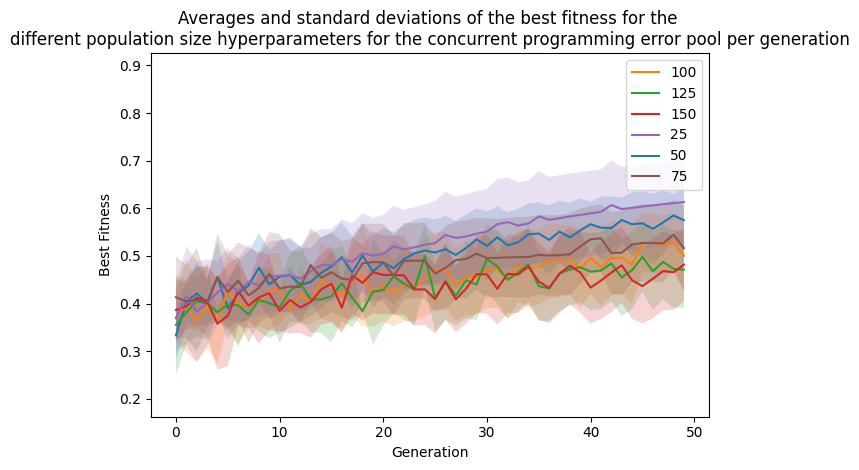 Averages and standard deviations of the best fitness for the
different population size hyperparameters for the concurrent programming error pool per generation
0.9
0.8
0.7
0.6
0.5
0.4
0.3
0.2
Best Fitness
100
125
150
25
50
75
0 10 20 30 40 50
Generation